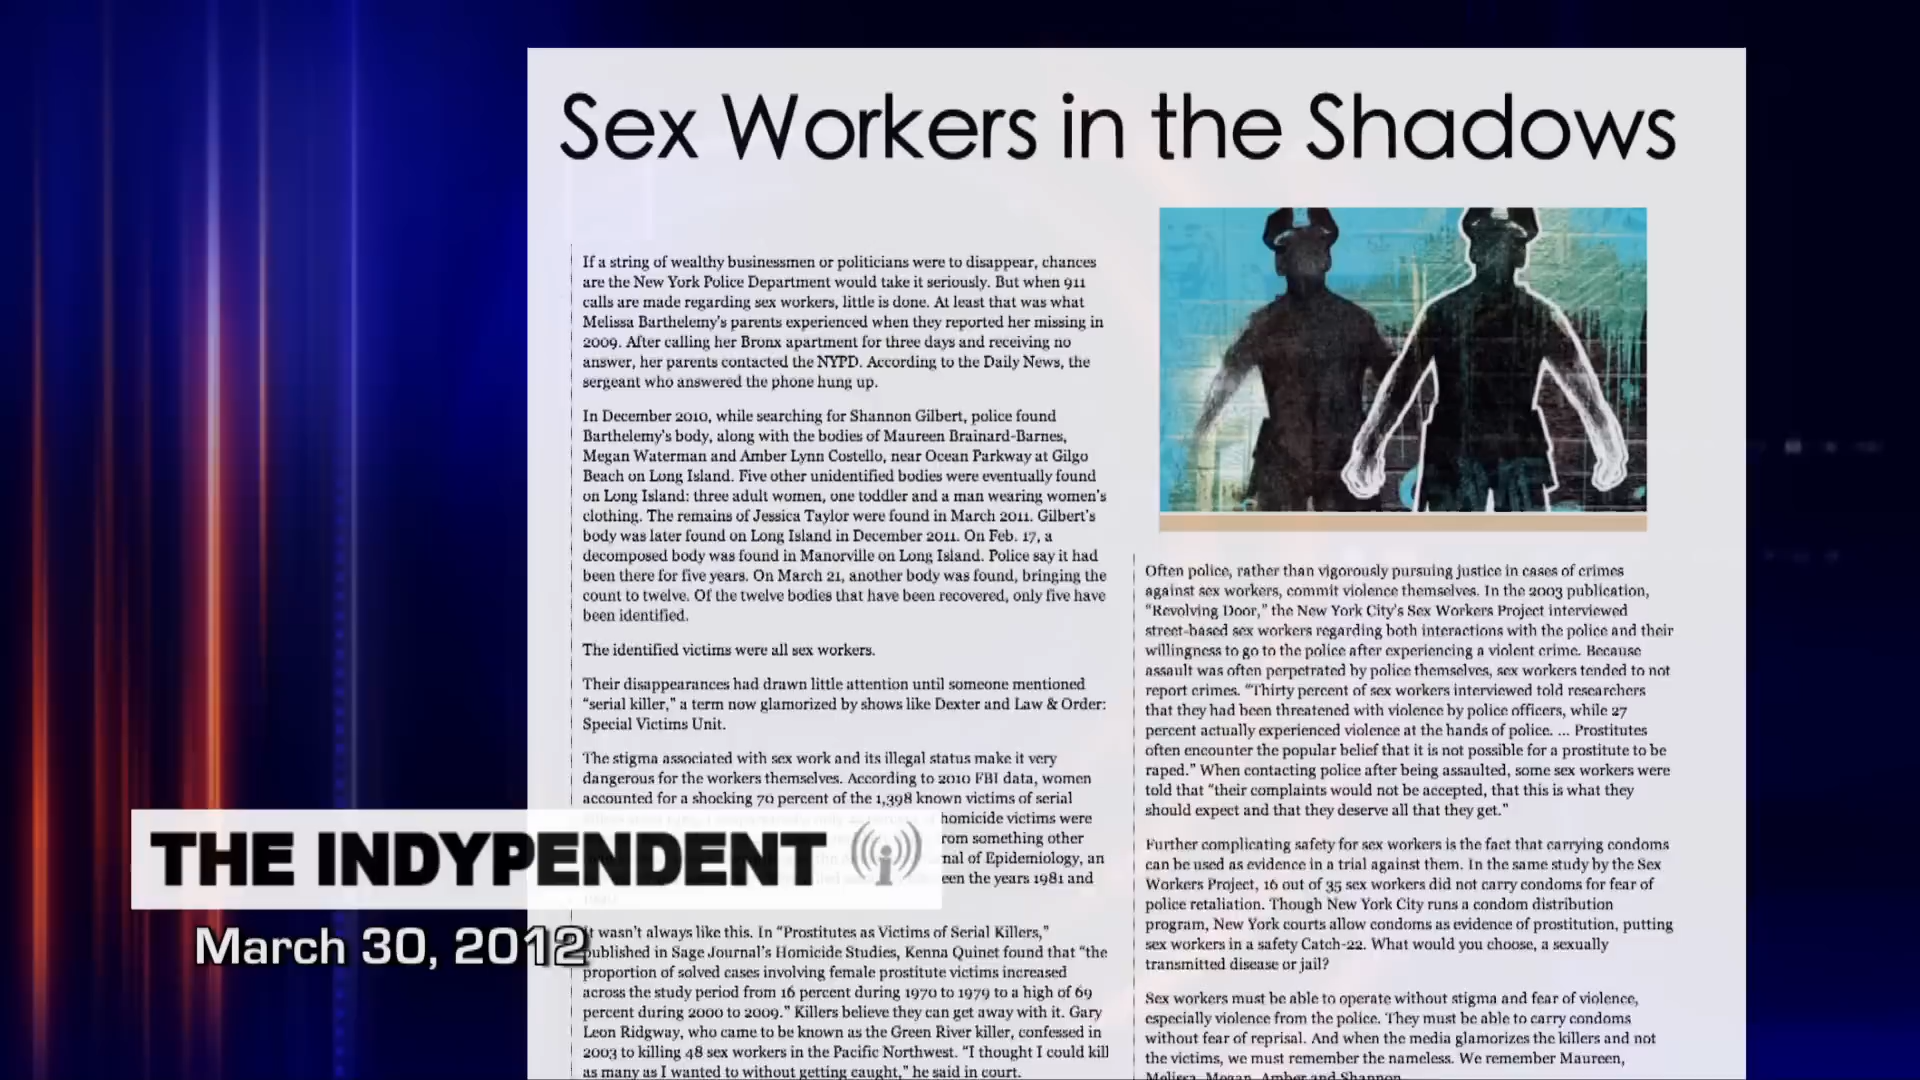 Sex Workers in the Shadows
If a string of wealthy businessmen or politicians were to disappear, chances
are the New York Police Department would take it seriously. But when 911
calls are made regarding sex workers, little is done. At least that was what
Melissa Barthelemy's parents experienced when they reported her missing in
2009. After calling her Bronx apartment for three days and receiving no
answer, her parents contacted the NYPD. According to the Daily News, the
sergeant who answered the phone hung up.
In December 2010, while searching for Shannon Gilbert, police found
Barthelemy's body, along with the bodies of Maureen Brainard-Barnes,
Megan Waterman and Amber Lynn Costello, near Ocean Parkway at Gilgo
Beach on Long Island. Five other unidentified bodies were eventually found
on Long Island: three adult women, one toddler and a man wearing women's
clothing. The remains of Jessica Taylor were found in March 2011. Gilbert's
body was later found on Long Island in December 2011. On Feb. 17, a
decomposed body was found in Manorville on Long Island. Police say it had
been there for five years. On March 21, another body was found, bringing the
count to twelve. Of the twelve bodies that have been recovered, only five have
been identified.
The identified victims were all sex workers.
Their disappearances had drawn little attention until someone mentioned
"serial killer," a term now glamorized by shows like Dexter and Law & Order:
Special Victims Unit.
The stigma associated with sex work and its illegal status make it very
dangerous for the workers themselves. According to 2010 FBI data, women
accounted for a shocking 70 percent of the 1,398 known victims of serial
homicide victims were
from something other
of Epidemiology, an
the years 1981 and
It wasn't always like this. In "Prostitutes as Victims of Serial Killers,"
published in Sage Journal's Homicide Studies, Kenna Quinet found that "the
proportion of solved cases involving female prostitute victims increased
across the study period from 16 percent during 1970 to 1979 to a high of 69
percent during 2000 to 2009." Killers believe they can get away with it. Gary
Leon Ridgway, who came to be known as the Green River killer, confessed in
2003 to killing 48 sex workers in the Pacific Northwest. "I thought I could kill
as many as I wanted to without getting caught," he said in court.
Often police, rather than vigorously pursuing justice in cases of crimes
against sex workers, commit violence themselves. In the 2003 publication,
"Revolving Door," the New York City's Sex Workers Project interviewed
street-based sex workers regarding both interactions with the police and their
willingness to go to the police after experiencing a violent crime. Because
assault was often perpetrated by police themselves, sex workers tended to not
report crimes. "Thirty percent of sex workers interviewed told researchers
that they had been threatened with violence by police officers, while 27
percent actually experienced violence at the hands of police. ... Prostitutes
often encounter the popular belief that it is not possible for a prostitute to be
raped." When contacting police after being assaulted, some sex workers were
told that "their complaints would not be accepted, that this is what they
should expect and that they deserve all that they get."
Further complicating safety for sex workers is the fact that carrying condoms
can be used as evidence in a trial against them. In the same study by the Sex
Workers Project, 16 out of 35 sex workers did not carry condoms for fear of
police retaliation. Though New York City runs a condom distribution
program, New York courts allow condoms as evidence of prostitution, putting
sex workers in a safety Catch-22. What would you choose, a sexually
transmitted disease or jail?
Sex workers must be able to operate without stigma and fear of violence,
especially violence from the police. They must be able to carry condoms
without fear of reprisal. And when the media glamorizes the killers and not
the victims, we must remember the nameless. We remember Maureen,
Melissa, Megan, Amber and Shannon.
THE INDYPENDENT
March 30, 2012